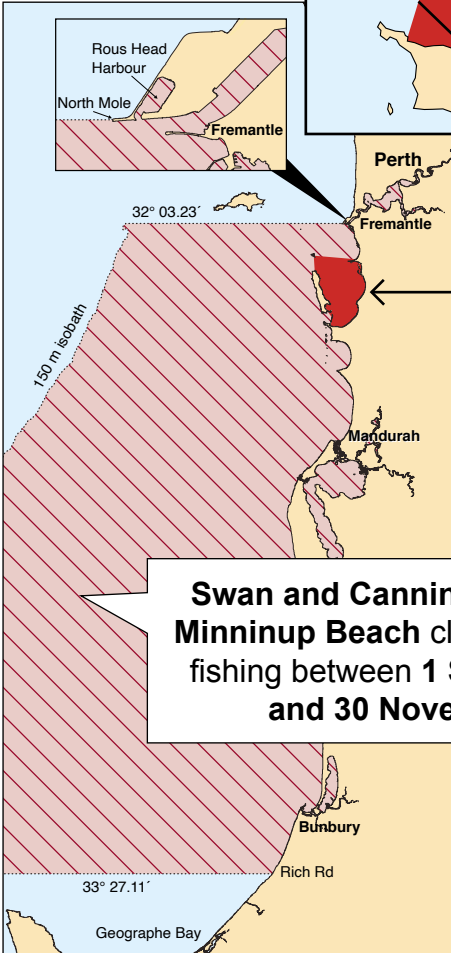 Rous Head
Harbour
North Mole
Fremantle
Perth
32° 03.23´
Fremantle
150 m isobath
Mandurah
Swan and Cannin
Minninup Beach cl
fishing between 1 S
and 30 Nove
Bunbury
Rich Rd
33° 27.11´
Geographe Bay